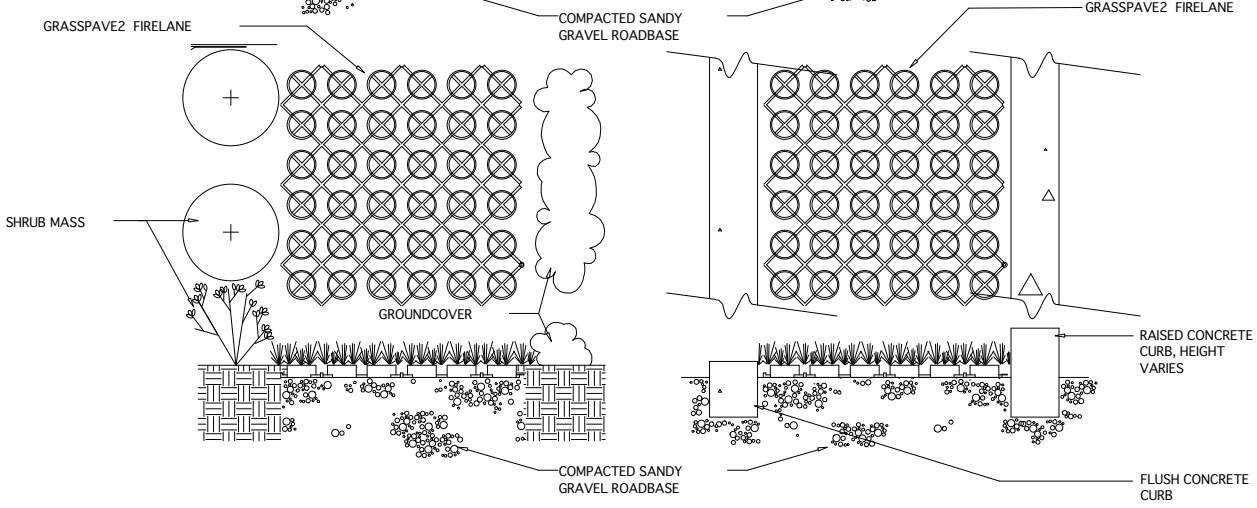 GRASSPAVE2 FIRELANE
COMPACTED SANDY
GRAVEL ROADBASE
GRASSPAVE2 FIRELANE
SHRUB MASS
GROUNDCOVER
RAISED CONCRETE
CURB, HEIGHT
VARIES
COMPACTED SANDY
GRAVEL ROADBASE
FLUSH CONCRETE
CURB